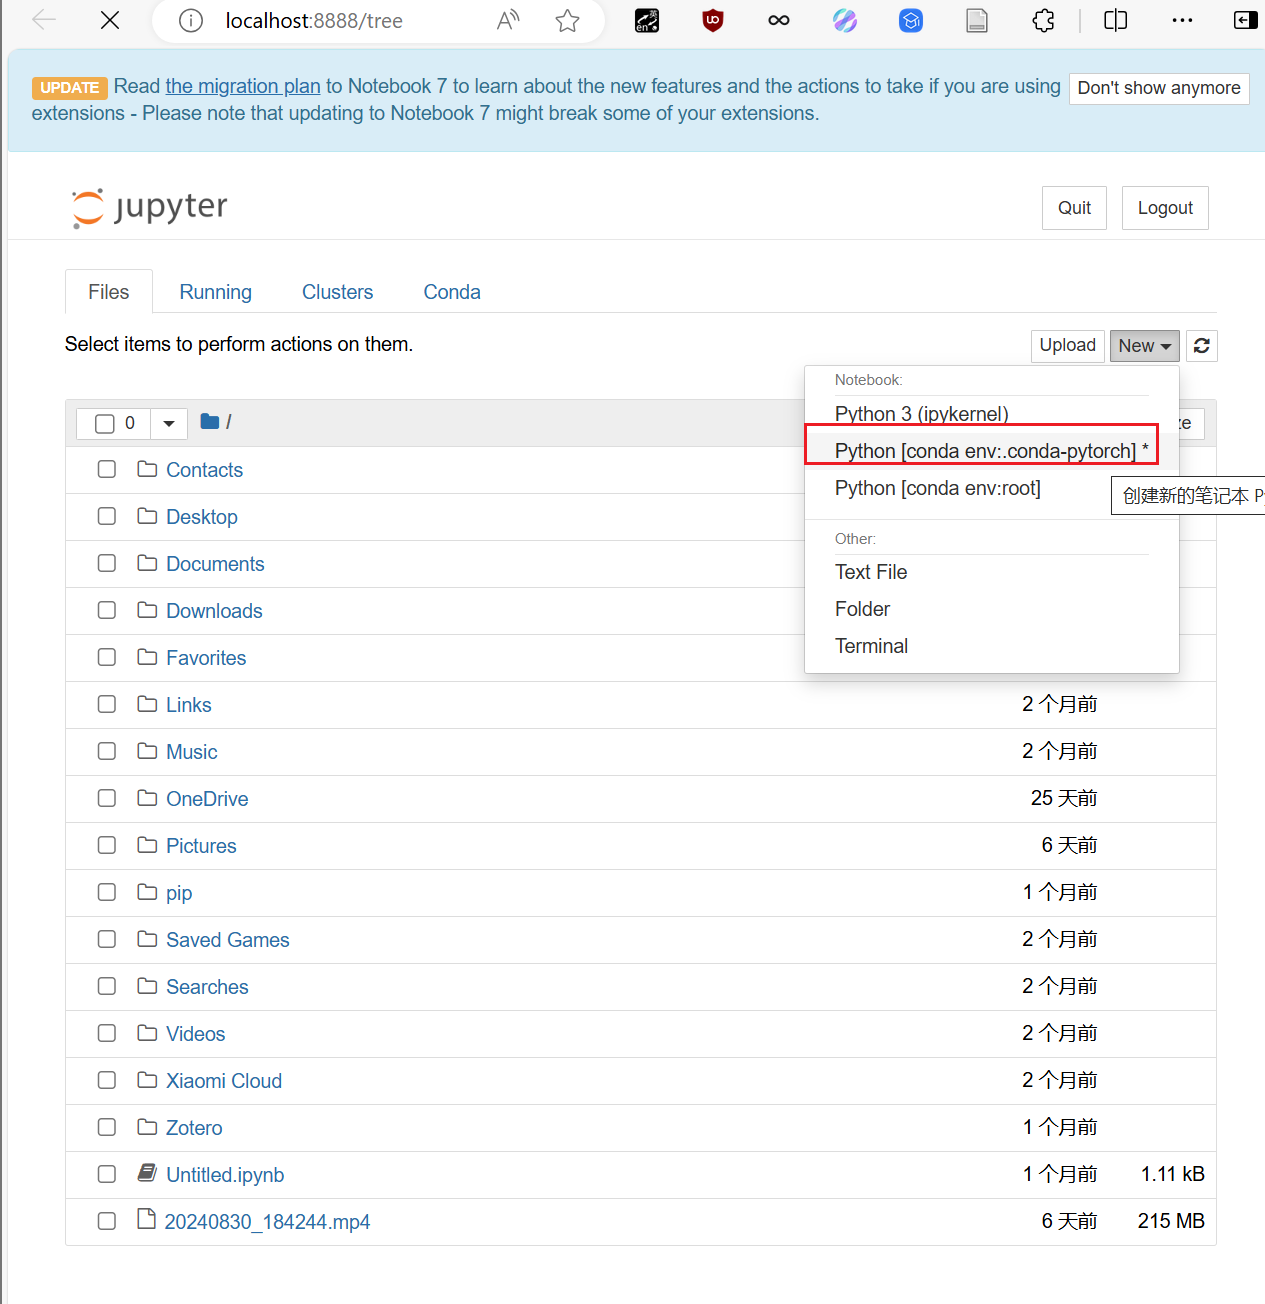 localhost:8888/tree
UPDATE Read the migration plan to Notebook 7 to learn about the new features and the actions to take if you are using
extensions - Please note that updating to Notebook 7 might break some of your extensions.
Don't show anymore
jupyter
Quit
Logout
Files
Running
Clusters
Conda
Select items to perform actions on them.
Upload
New
Notebook:
Python 3 (ipykernel)
Python [conda env:.conda-pytorch] *
Python [conda env:root]
创建新的笔记本
Other:
Text File
Folder
Terminal
0
/
Contacts
Desktop
Documents
Downloads
Favorites
Links 2 个月前
Music 2 个月前
OneDrive 25 天前
Pictures 6 天前
pip 1 个月前
Saved Games 2 个月前
Searches 2 个月前
Videos 2 个月前
Xiaomi Cloud 2 个月前
Zotero 1 个月前
Untitled.ipynb 1 个月前 1.11 kB
20240830_184244.mp4 6 天前 215 MB